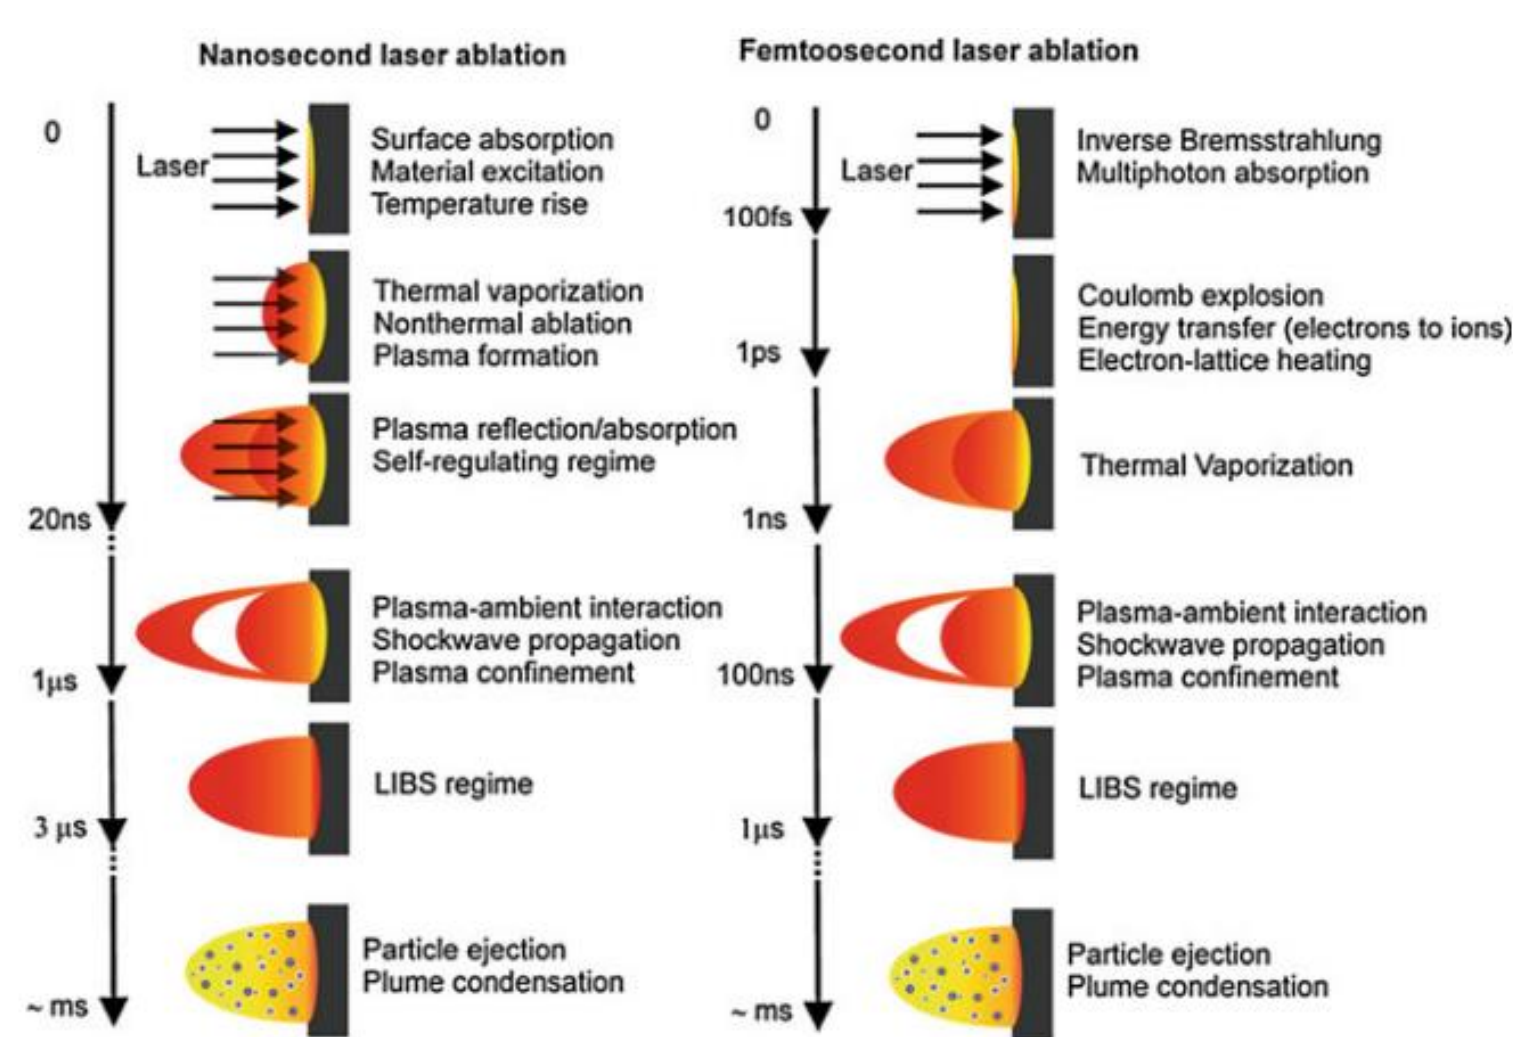 Nanosecond laser ablation
0
Laser
Surface absorption
Material excitation
Temperature rise
Thermal vaporization
Nonthermal ablation
Plasma formation
Plasma reflection/absorption
Self-regulating regime
20ns
Plasma-ambient interaction
Shockwave propagation
Plasma confinement
1μs
LIBS regime
3 μs
Particle ejection
Plume condensation
~ ms
Femtoosecond laser ablation
0
Laser
Inverse Bremsstrahlung
Multiphoton absorption
100fs
Coulomb explosion
Energy transfer (electrons to ions)
Electron-lattice heating
1ps
Thermal Vaporization
1ns
Plasma-ambient interaction
Shockwave propagation
Plasma confinement
100ns
LIBS regime
1μs
Particle ejection
Plume condensation
~ ms